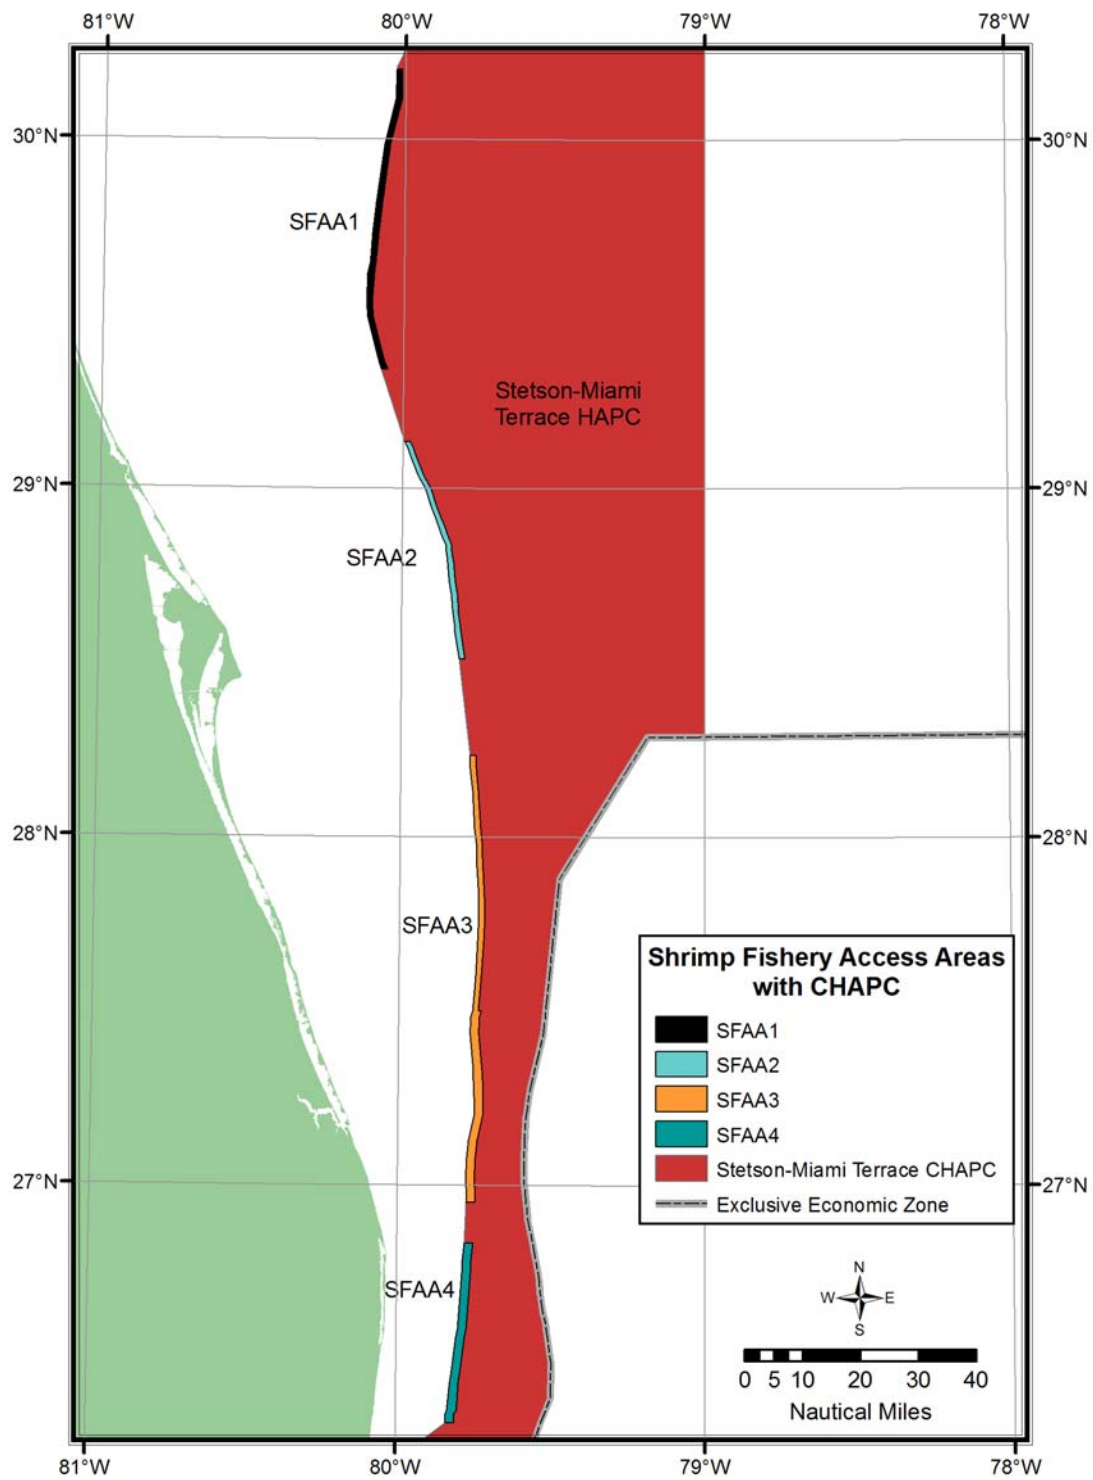 81°W 80°W 79°W 78°W
30°N 30°N
SFAA1
Stetson-Miami
Terrace HAPC
29°N 29°N
SFAA2
28°N 28°N
SFAA3
Shrimp Fishery Access Areas
with CHAPC
SFAA1
SFAA2
SFAA3
SFAA4
Stetson-Miami Terrace CHAPC
Exclusive Economic Zone
27°N 27°N
SFAA4
N
W E
S
0 5 10 20 30 40
Nautical Miles
81°W 80°W 79°W 78°W